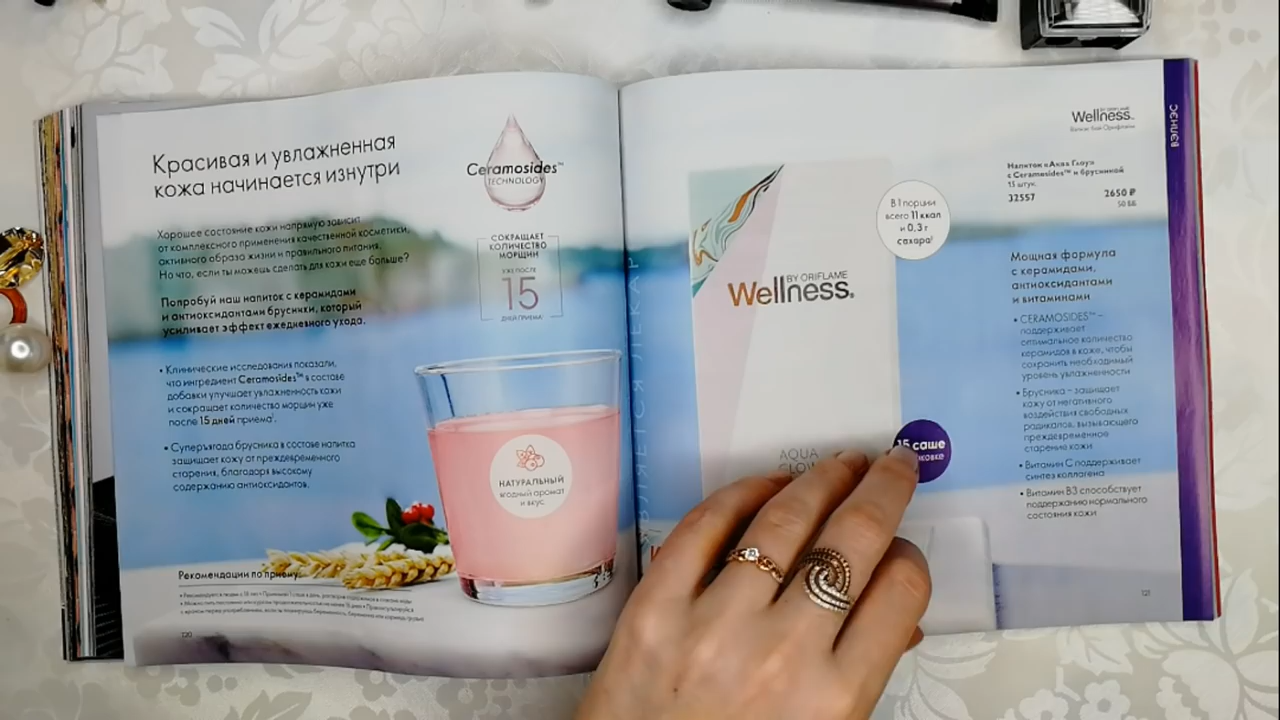 Красивая и увлажненная
кожа начинается изнутри
Хорошее состояние кожи напрямую зависит
от комплексного применения качественной косметики,
активного образа жизни и правильного питания.
Но что, если ты можешь сделать для кожи еще больше?
Попробуй наш напиток с керамидами
и антиоксидантами брусники, который
усиливает эффект ежедневного ухода.
• Клинические исследования показали,
что ингредиент Ceramosides™ в составе
добавки улучшает увлажненность кожи
и сокращает количество морщин уже
после 15 дней приёма¹.
• Суперъягода брусника в составе напитка
защищает кожу от преждевременного
старения, благодаря высокому
содержанию антиоксидантов.
Ceramosides™
TECHNOLOGY
СОКРАЩАЕТ
КОЛИЧЕСТВО
МОРЩИН
УЖЕ ПОСЛЕ
15
ДНЕЙ ПРИЕМА¹
НАТУРАЛЬНЫЙ
ягодный аромат
и вкус
Рекомендации по приему:
120
Wellness
BY ORIFLAME
Вэлнэс бай Орифлэйм
ВЭЛНЭС
Напиток «Аква Глоу»
с Ceramosides™ и брусникой
15 штук.
32557 2650 ₽
50 ББ
В 1 порции
всего 11 ккал
и 0,3 г
сахара!
BY ORIFLAME
Wellness.
AQUA
15 саше
Мощная формула
с керамидами,
антиоксидантами
и витаминами
• CERAMOSIDES™ –
поддерживает
оптимальное количество
керамидов в коже, чтобы
сохранить необходимый
уровень увлажненности
• Брусника – защищает
кожу от негативного
воздействия свободных
радикалов, вызывающего
преждевременное
старение кожи
• Витамин С поддерживает
синтез коллагена
• Витамин В3 способствует
поддержанию нормального
состояния кожи
121